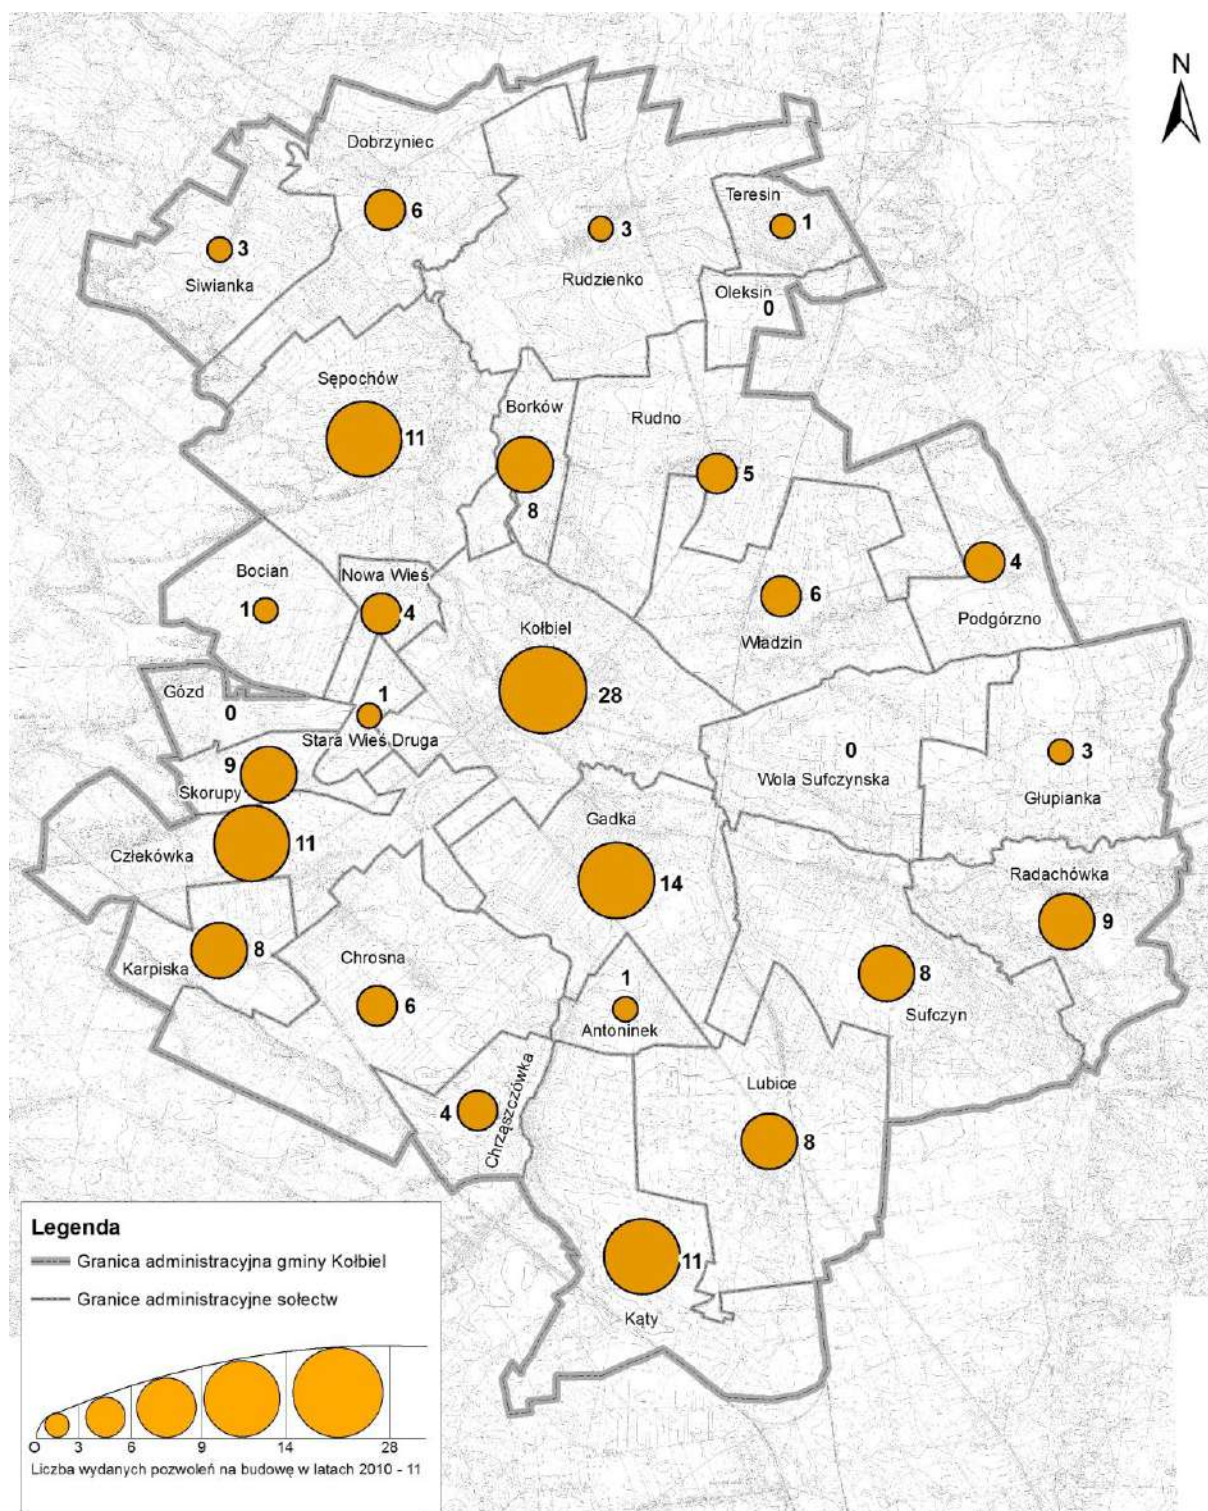 N
Dobrzyniec
6
3
Siwianka
3
Rudzienko
Teresin
1
Oleksin
0
Sępochów
11
Borków
8
Rudno
5
Bocian
1
Nowa Wieś
4
Kołbiel
28
6
Władzin
4
Podgórzno
Gózd
0
1
Stara Wieś Druga
9
Skorupy
0
Wola Sufczynska
3
Głupianka
Człekówka
11
Gadka
14
Radachówka
9
Karpiska
8
Chrosna
6
1
Antoninek
8
Sufczyn
4
Chrząszczówka
Lubice
8
11
Kąty
Legenda
Granica administracyjna gminy Kołbiel
Granice administracyjne sołectw
0 3 6 9 14 28
Liczba wydanych pozwoleń na budowę w latach 2010 - 11